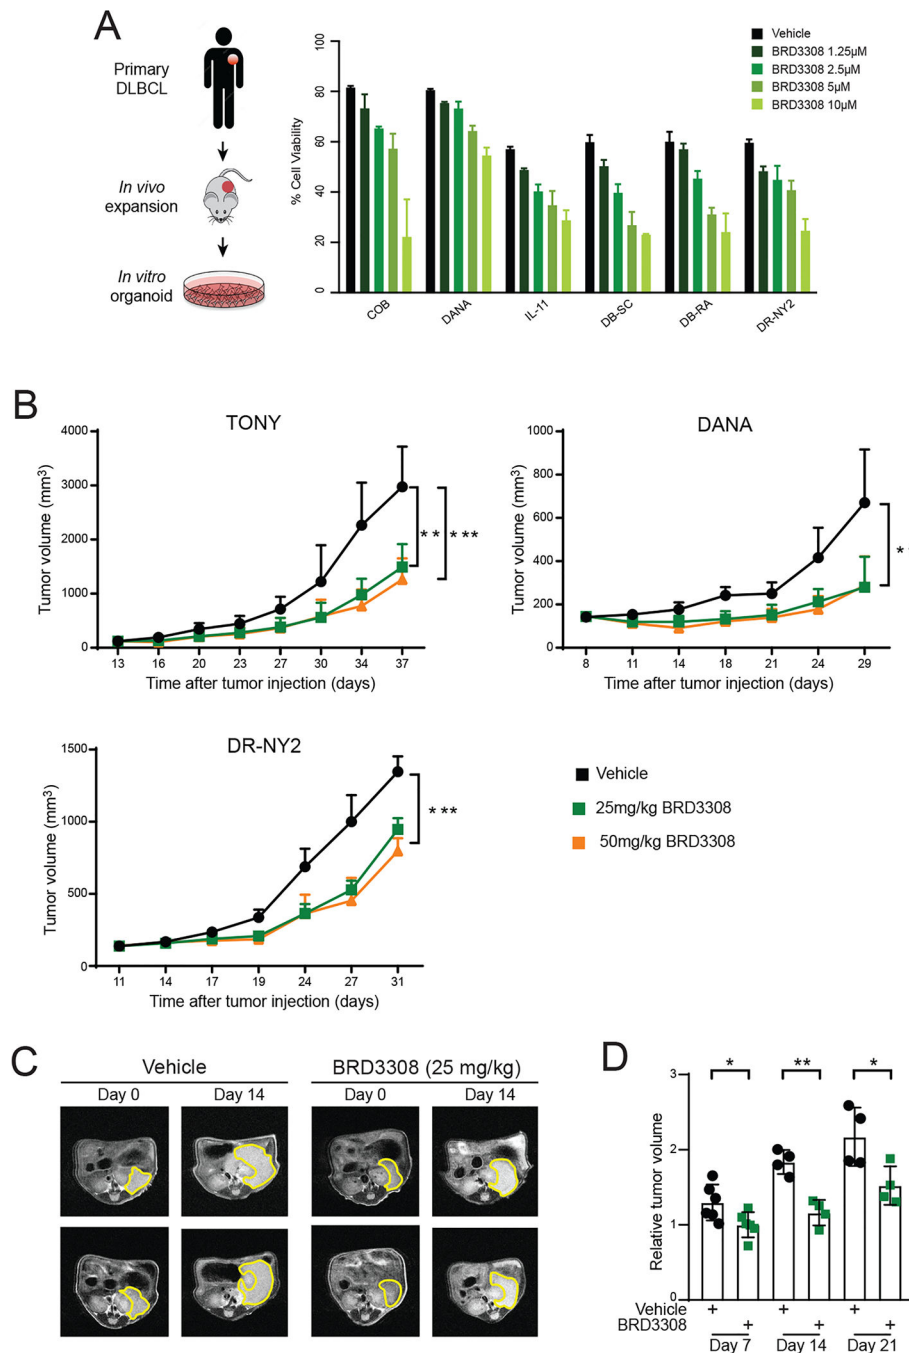 A
Primary
DLBCL
In vivo
expansion
In vitro
organoid
% Cell Viability
100
80
60
40
20
0
Vehicle
BRD3308 1.25µM
BRD3308 2.5µM
BRD3308 5µM
BRD3308 10µM
COB
DANA
IL-11
DB-SC
DB-RA
DR-NY2
B
TONY
Tumor volume (mm³)
4000
3000
2000
1000
0
* *
* **
13 16 20 23 27 30 34 37
Time after tumor injection (days)
DANA
Tumor volume (mm³)
1000
800
600
400
200
0
*
8 11 14 18 21 24 29
Time after tumor injection (days)
DR-NY2
Tumor volume (mm³)
1500
1000
500
0
* **
11 14 17 19 24 27 31
Time after tumor injection (days)
Vehicle
25mg/kg BRD3308
50mg/kg BRD3308
C
Vehicle
BRD3308 (25 mg/kg)
Day 0 Day 14 Day 0 Day 14
D
* ** *
Relative tumor volume
3
2
1
0
Vehicle + + +
BRD3308 + + +
Day 7 Day 14 Day 21